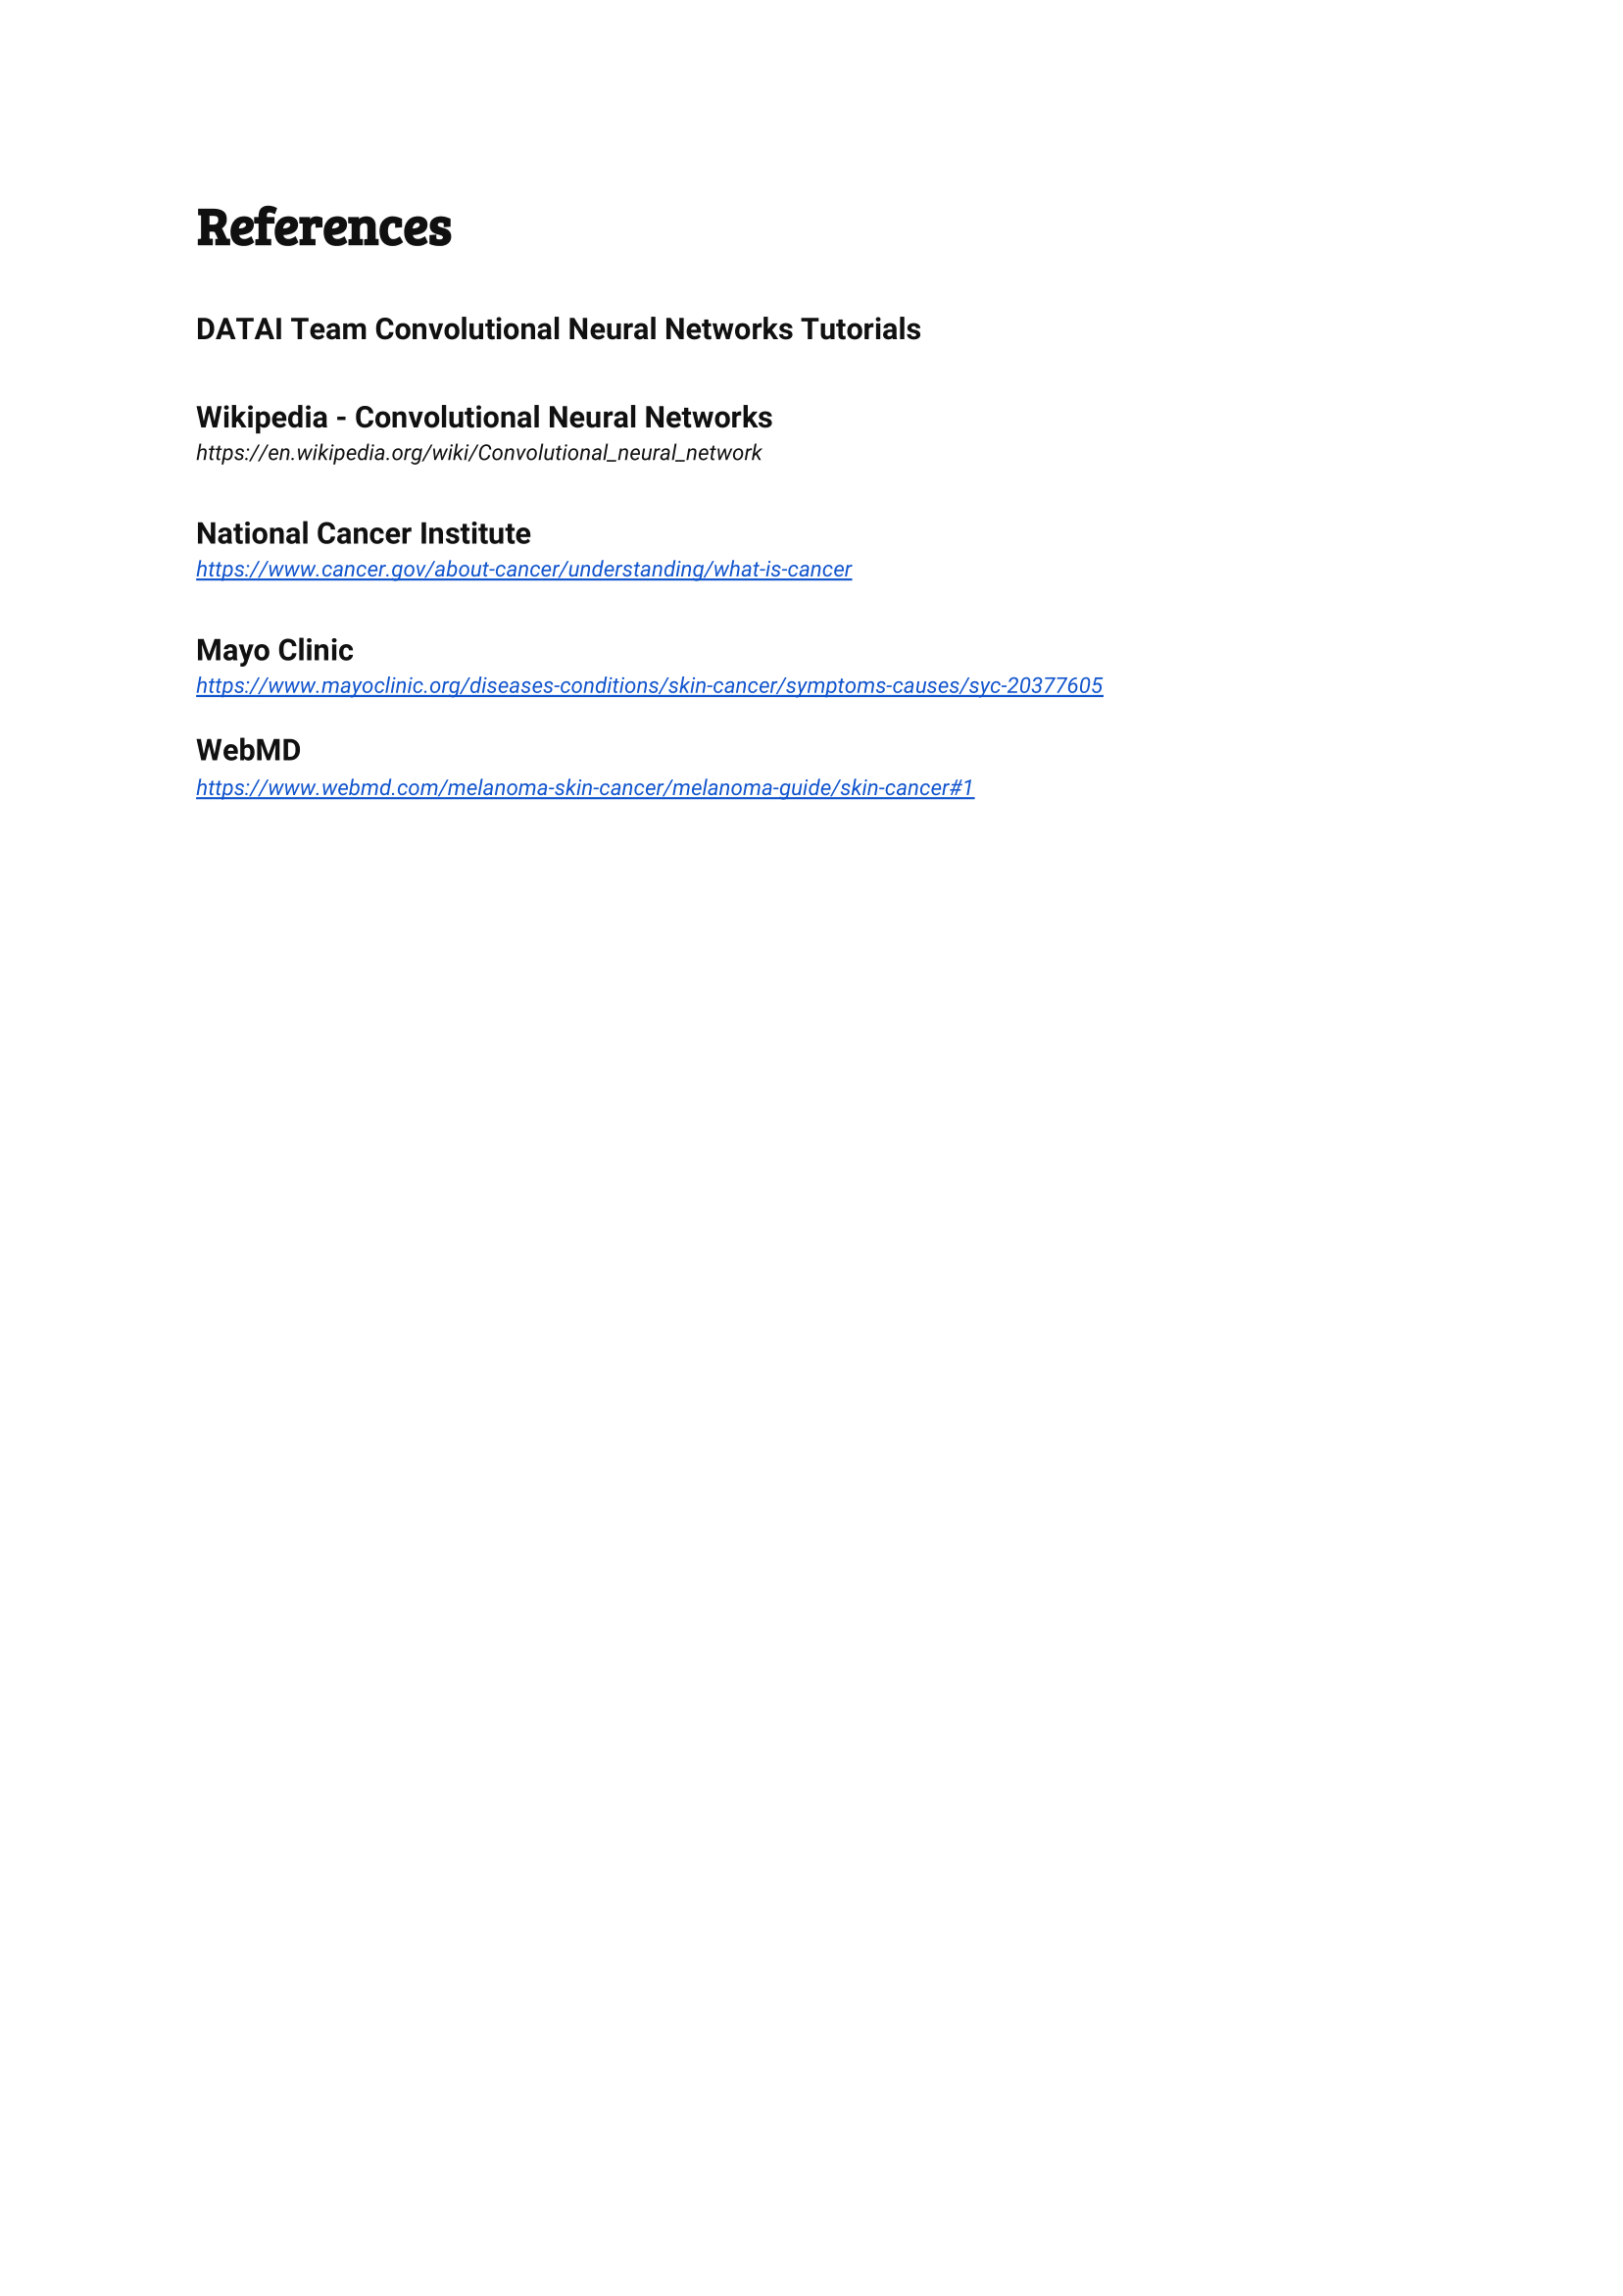 References
DATAI Team Convolutional Neural Networks Tutorials
Wikipedia - Convolutional Neural Networks
https://en.wikipedia.org/wiki/Convolutional_neural_network
National Cancer Institute
https://www.cancer.gov/about-cancer/understanding/what-is-cancer
Mayo Clinic
https://www.mayoclinic.org/diseases-conditions/skin-cancer/symptoms-causes/syc-20377605
WebMD
https://www.webmd.com/melanoma-skin-cancer/melanoma-guide/skin-cancer#1